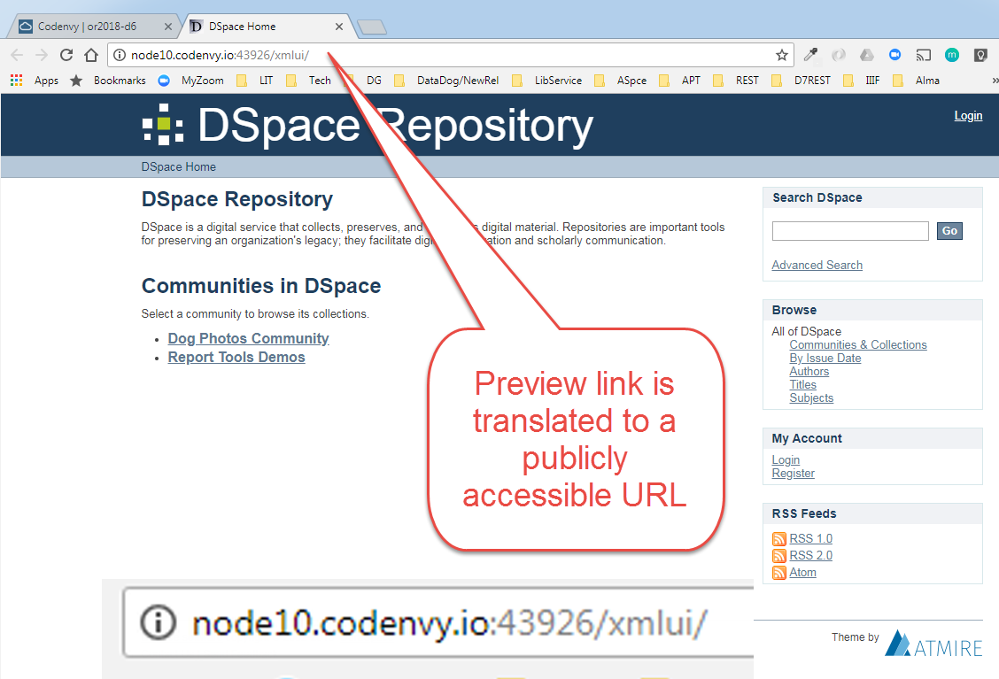 Codenvy | or2018-d6
DSpace Home
node10.codenvy.io:43926/xmlui/
Apps Bookmarks MyZoom LIT Tech DG DataDog/NewRel LibService ASpce APT REST D7REST IIIF Alma
DSpace Repository
Login
DSpace Home
DSpace Repository
DSpace is a digital service that collects, preserves, and digital material. Repositories are important tools
for preserving an organization's legacy; they facilitate and scholarly communication.
Communities in DSpace
Select a community to browse its collections.
Dog Photos Community
Report Tools Demos
Preview link is
translated to a
publicly
accessible URL
Search DSpace
Go
Advanced Search
Browse
All of DSpace
Communities & Collections
By Issue Date
Authors
Titles
Subjects
My Account
Login
Register
RSS Feeds
RSS 1.0
RSS 2.0
Atom
node10.codenvy.io:43926/xmlui/
Theme by ATMIRE